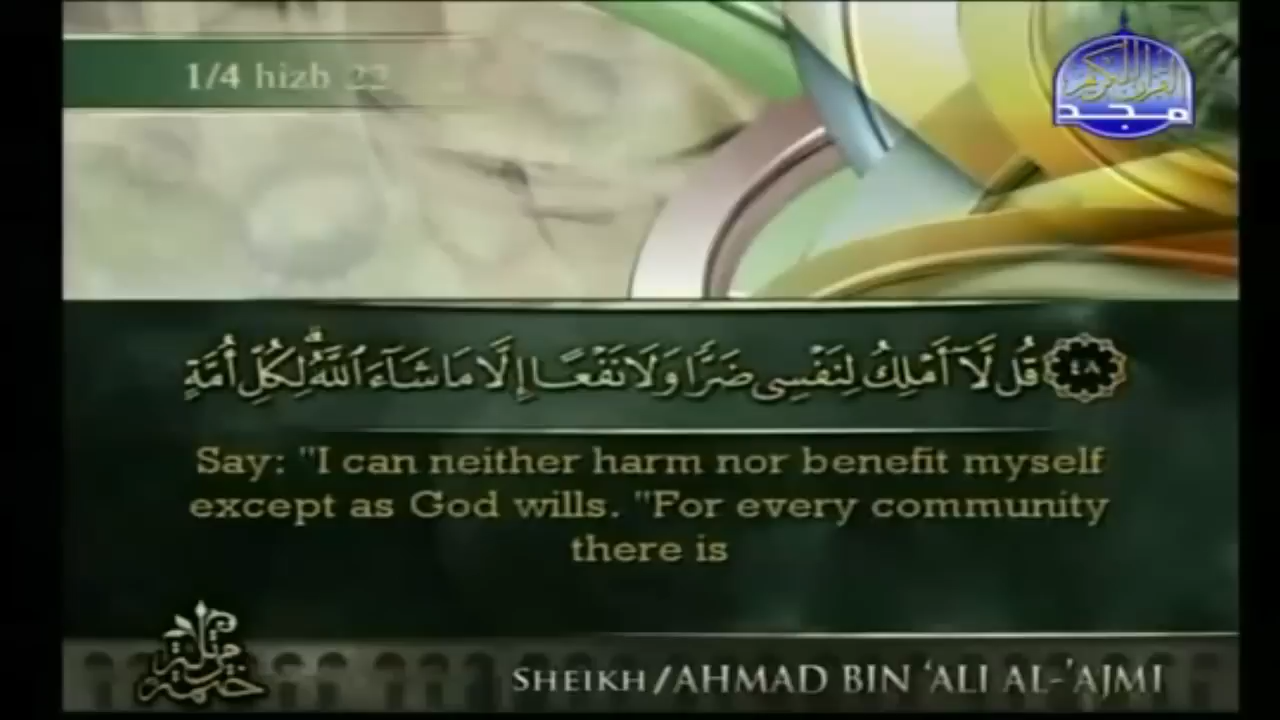 1/4 hizb 22
القرآن الكريم
مجد
٤٨ قُل لَّآ أَمْلِكُ لِنَفْسِى ضَرًّا وَلَا نَفْعًا إِلَّا مَا شَآءَ ٱللَّهُ ۗ لِكُلِّ أُمَّةٍ
Say: "I can neither harm nor benefit myself
except as God wills. "For every community
there is
ختمة مرتلة
SHEIKH/AHMAD BIN ‘ALI AL-’AJMI